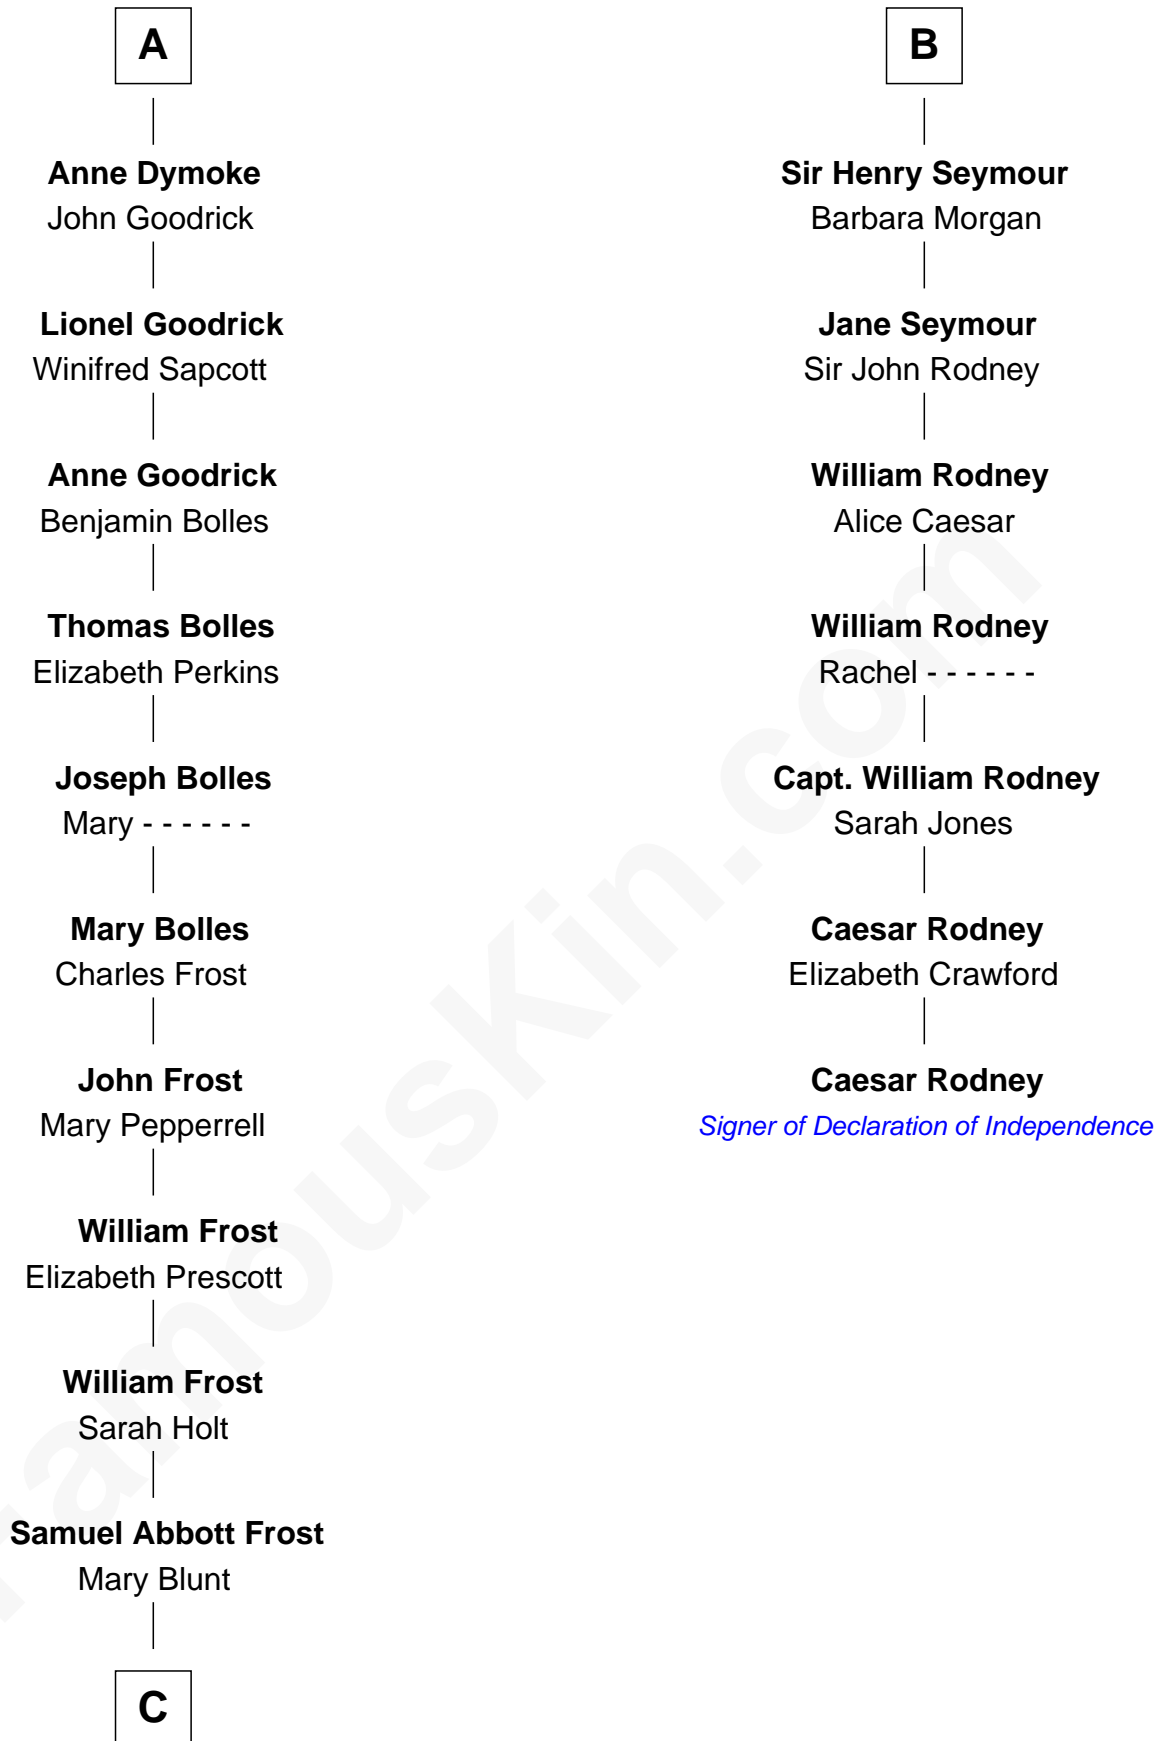 A
Anne Dymoke
John Goodrick
Lionel Goodrick
Winifred Sapcott
Anne Goodrick
Benjamin Bolles
Thomas Bolles
Elizabeth Perkins
Joseph Bolles
Mary - - - - - -
Mary Bolles
Charles Frost
John Frost
Mary Pepperrell
William Frost
Elizabeth Prescott
William Frost
Sarah Holt
Samuel Abbott Frost
Mary Blunt
C
B
Sir Henry Seymour
Barbara Morgan
Jane Seymour
Sir John Rodney
William Rodney
Alice Caesar
William Rodney
Rachel - - - - - -
Capt. William Rodney
Sarah Jones
Caesar Rodney
Elizabeth Crawford
Caesar Rodney
Signer of Declaration of Independence
FamousKin.com